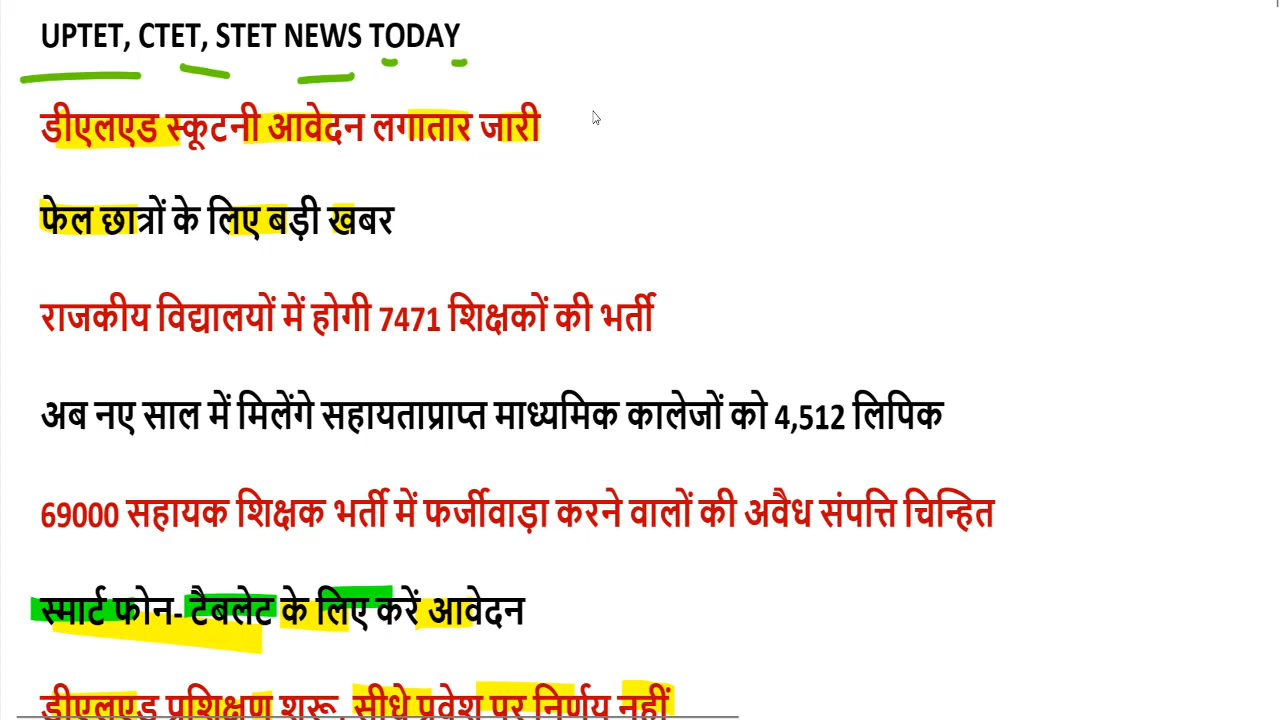 UPTET, CTET, STET NEWS TODAY
डीएलएड स्कूटनी आवेदन लगातार जारी
फेल छात्रों के लिए बड़ी खबर
राजकीय विद्यालयों में होगी 7471 शिक्षकों की भर्ती
अब नए साल में मिलेंगे सहायताप्राप्त माध्यमिक कालेजों को 4,512 लिपिक
69000 सहायक शिक्षक भर्ती में फर्जीवाड़ा करने वालों की अवैध संपत्ति चिन्हित
स्मार्ट फोन- टैबलेट के लिए करें आवेदन
डीएलएड प्रशिक्षण शुरू, सीधे प्रवेश पर निर्णय नहीं